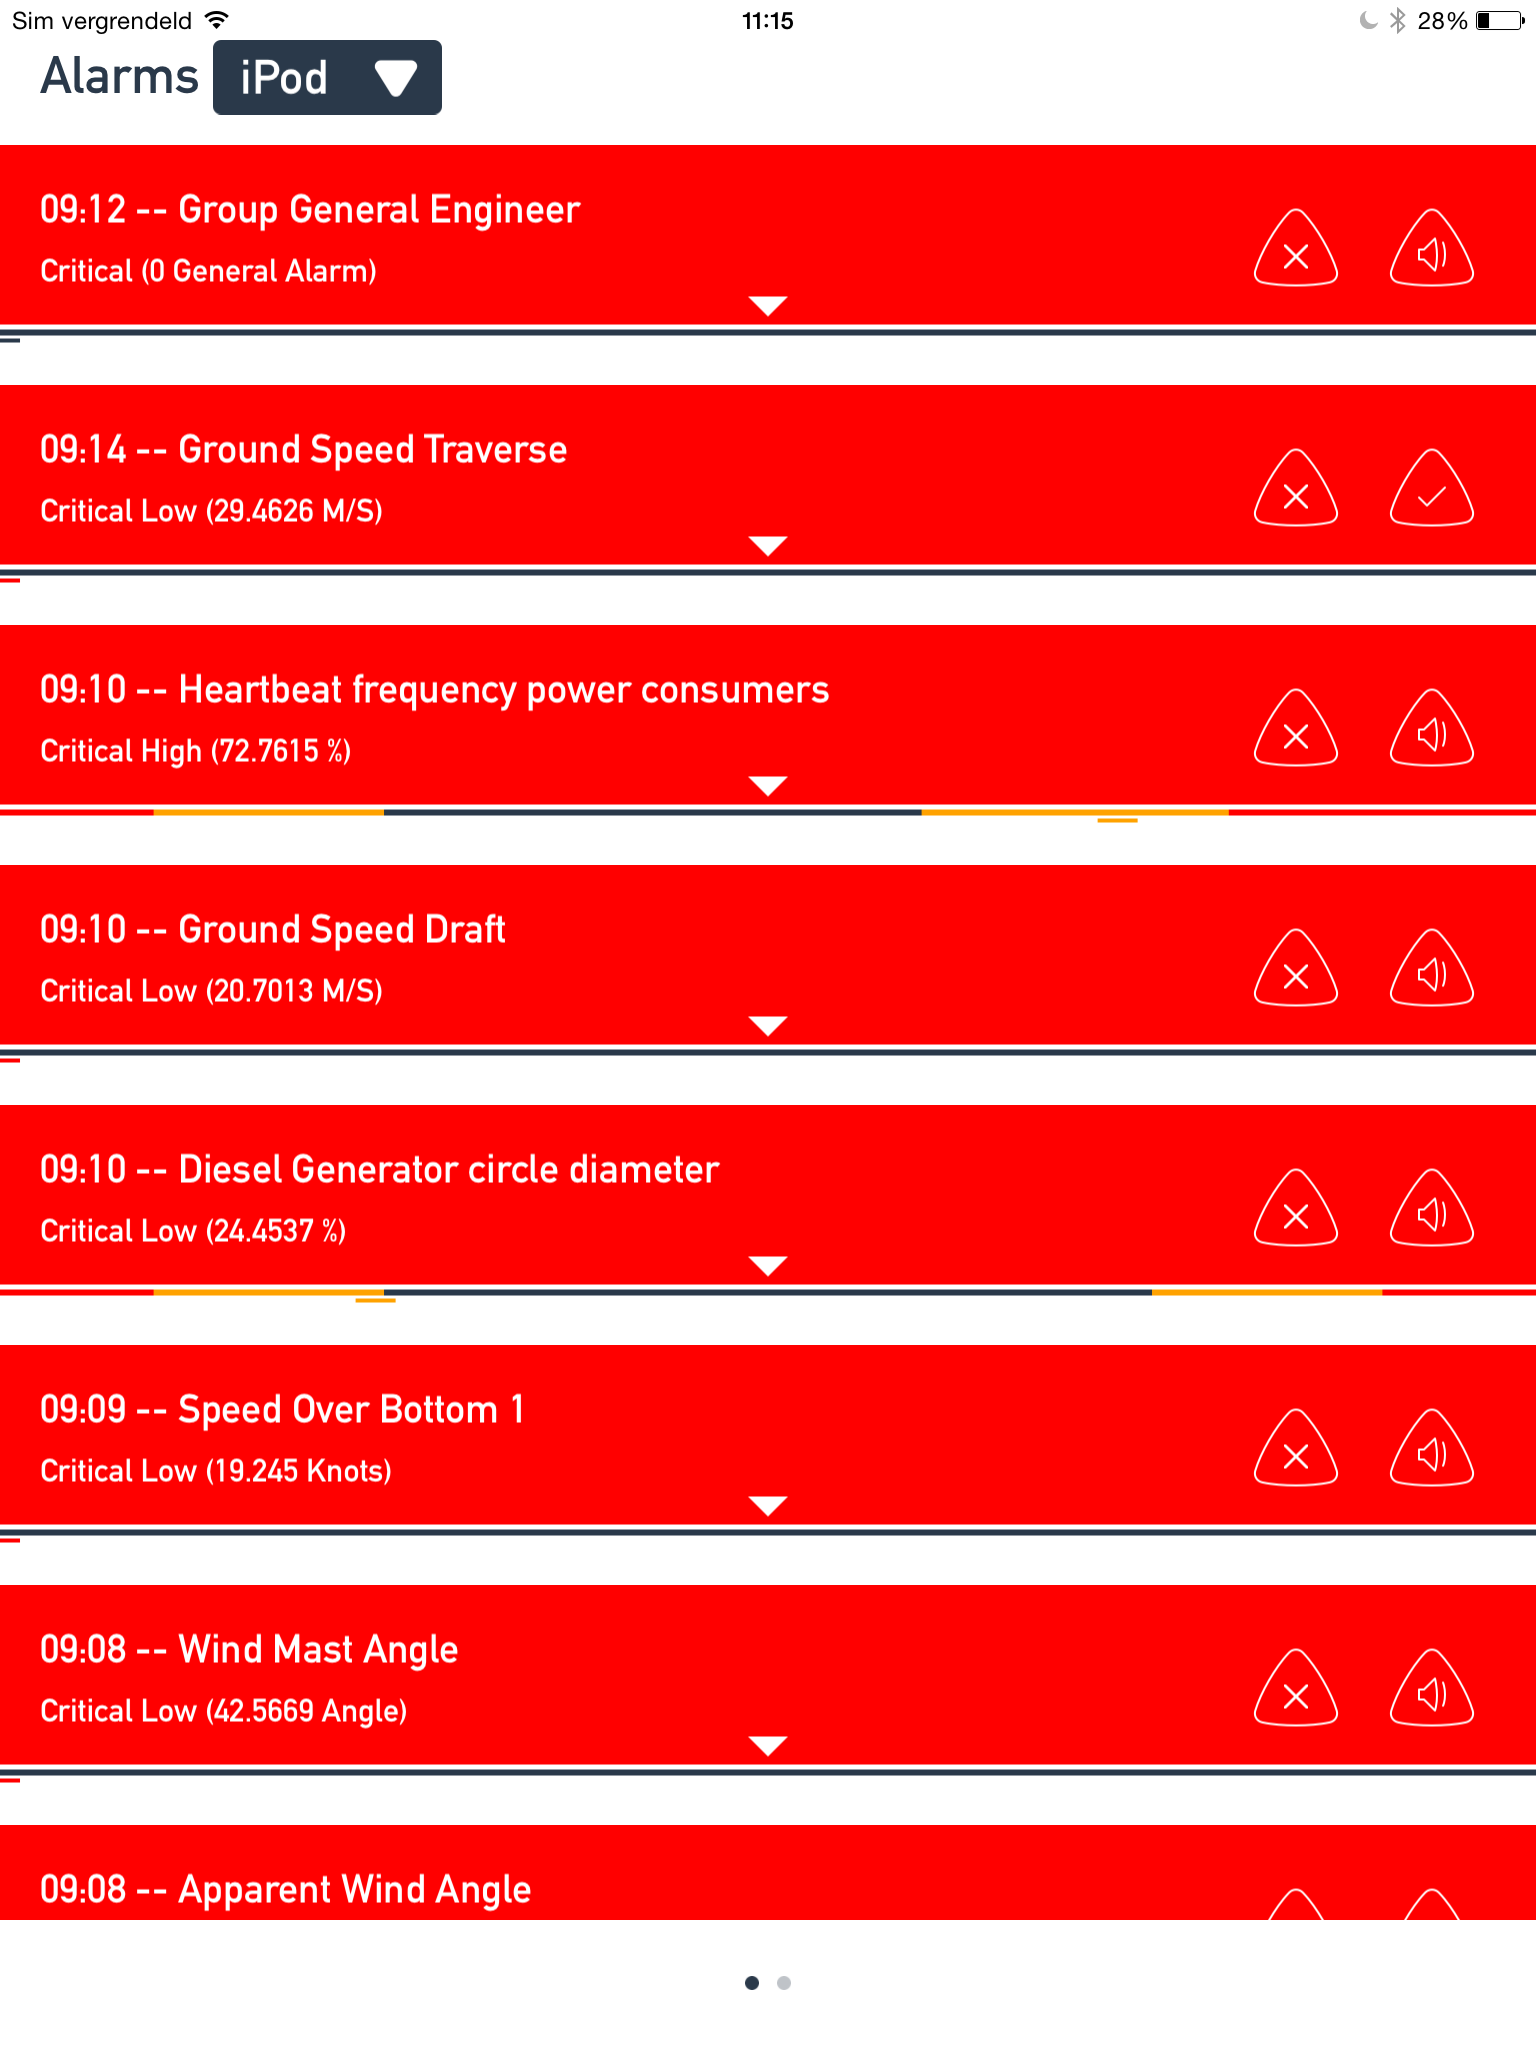 Sim vergrendeld
11:15
28%
Alarms
iPod
09:12 -- Group General Engineer
Critical (0 General Alarm)
09:14 -- Ground Speed Traverse
Critical Low (29.4626 M/S)
09:10 -- Heartbeat frequency power consumers
Critical High (72.7615 %)
09:10 -- Ground Speed Draft
Critical Low (20.7013 M/S)
09:10 -- Diesel Generator circle diameter
Critical Low (24.4537 %)
09:09 -- Speed Over Bottom 1
Critical Low (19.245 Knots)
09:08 -- Wind Mast Angle
Critical Low (42.5669 Angle)
09:08 -- Apparent Wind Angle